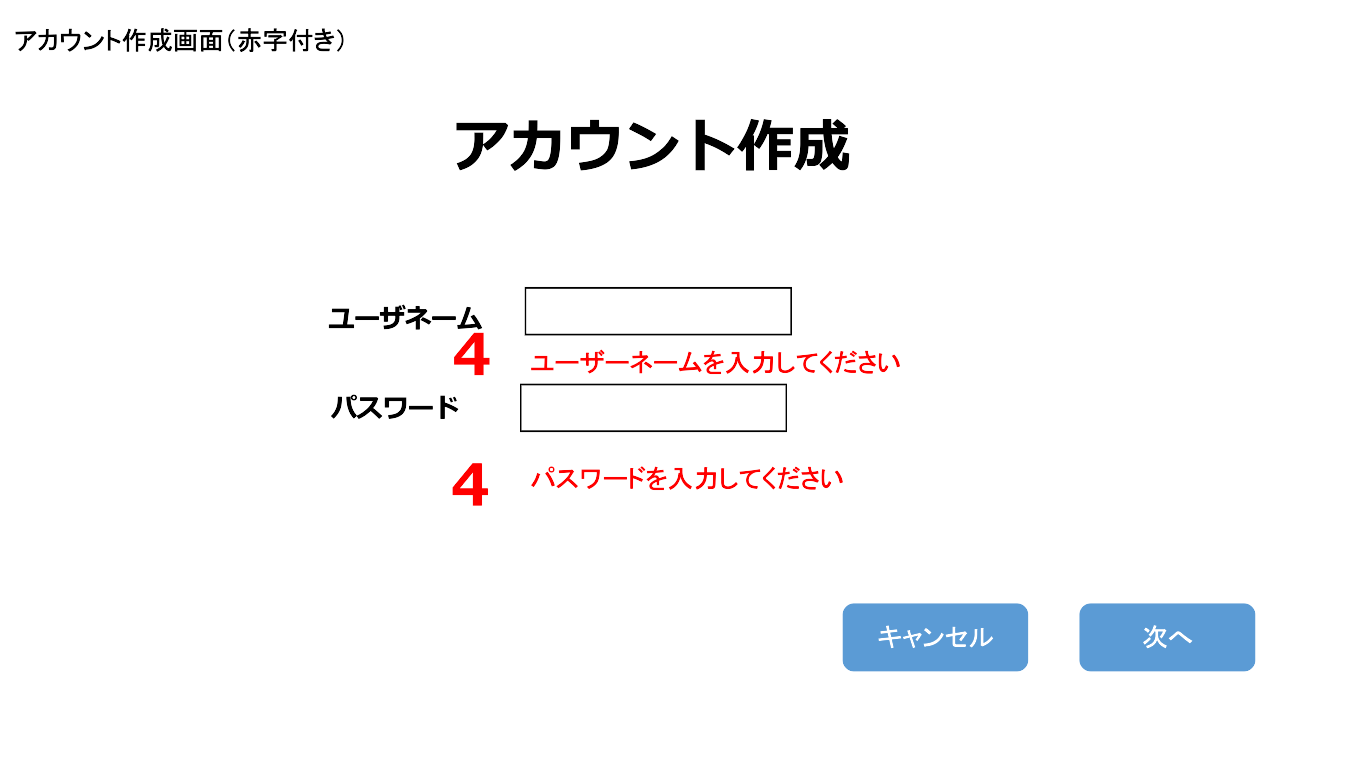 アカウント作成画面（赤字付き）
アカウント作成
ユーザネーム
4 ユーザーネームを入力してください
パスワード
4 パスワードを入力してください
キャンセル 次へ